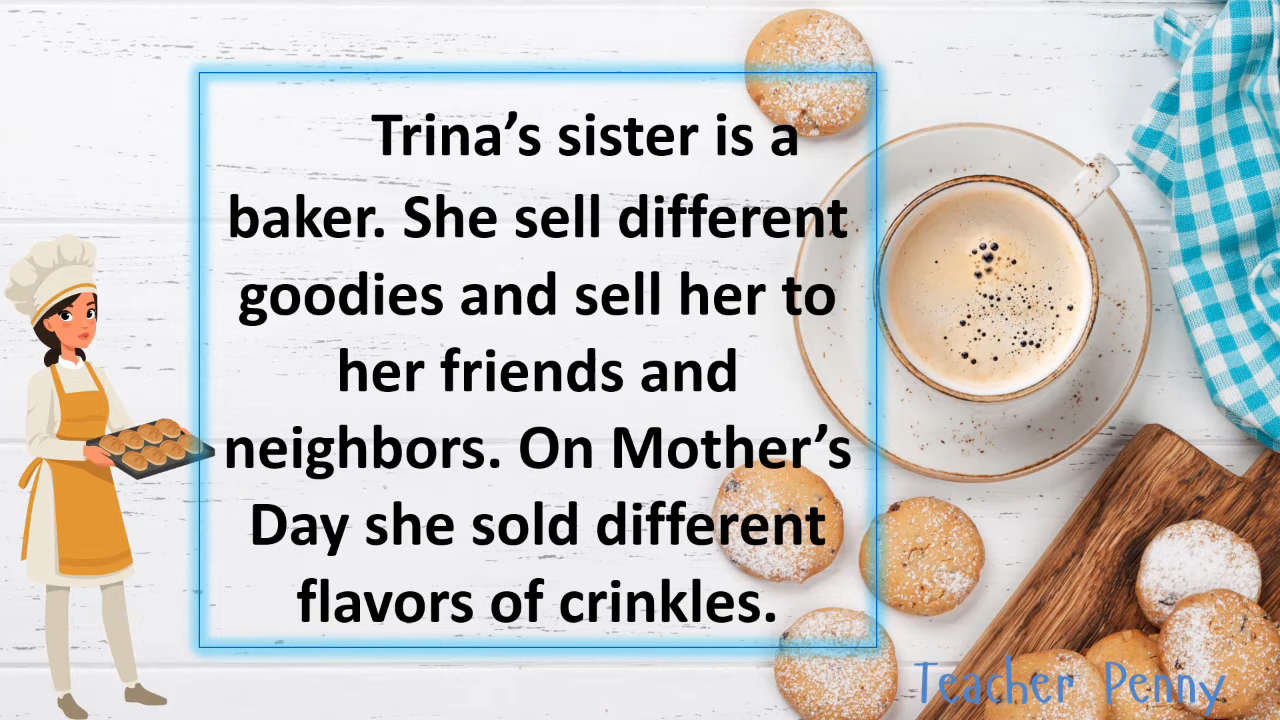 Trina’s sister is a
baker. She sell different
goodies and sell her to
her friends and
neighbors. On Mother’s
Day she sold different
flavors of crinkles.
Teacher Penny